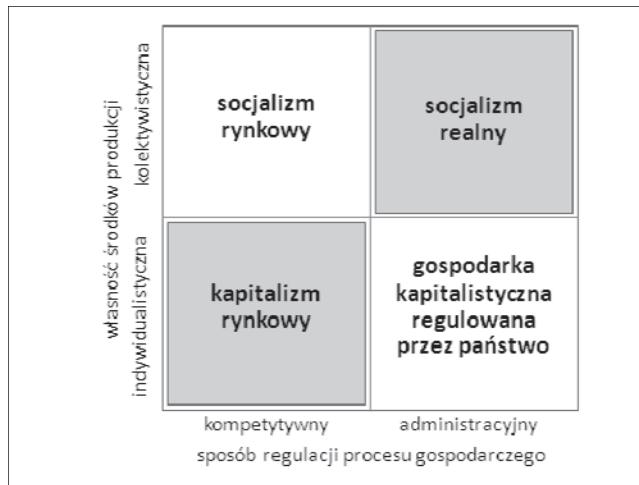 własność środków produkcji
kolektywistyczna
indywidualistyczna
socjalizm
rynkowy
socjalizm
realny
kapitalizm
rynkowy
gospodarka
kapitalistyczna
regulowana
przez państwo
kompetytywny
administracyjny
sposób regulacji procesu gospodarczego